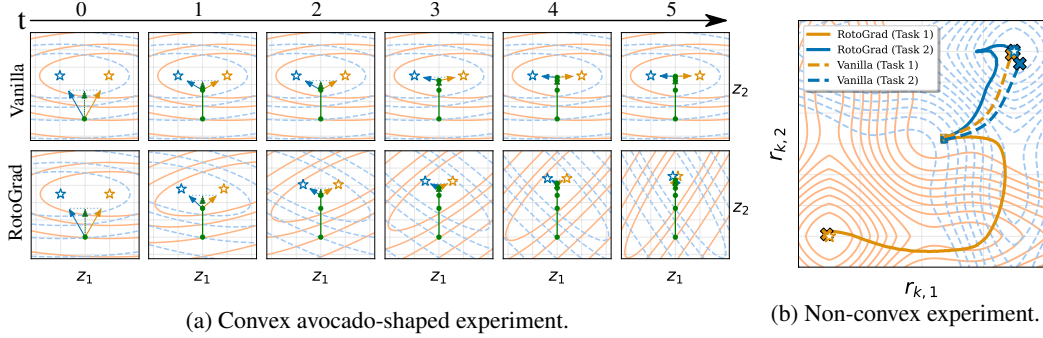 t
0 1 2 3 4 5
Vanilla
z2
RotoGrad
z2
z1 z1 z1 z1 z1 z1
(a) Convex avocado-shaped experiment.
RotoGrad (Task 1)
RotoGrad (Task 2)
Vanilla (Task 1)
Vanilla (Task 2)
rk, 2
rk, 1
(b) Non-convex experiment.